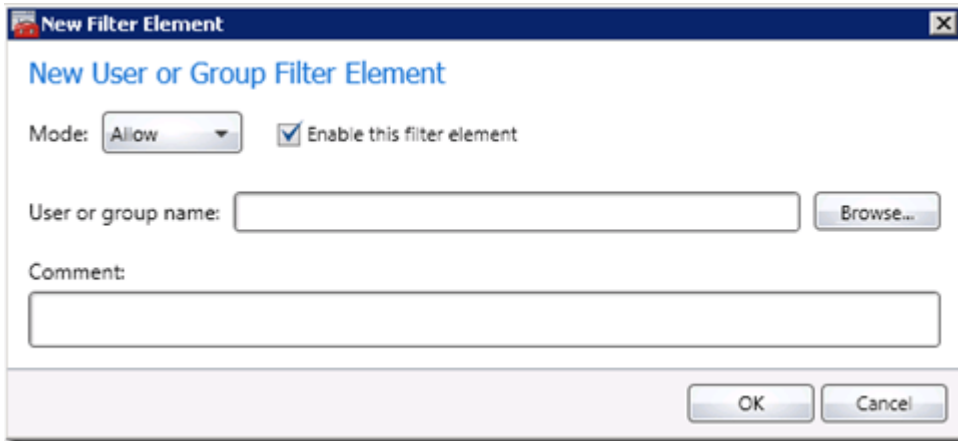 New Filter Element
New User or Group Filter Element
Mode: Allow Enable this filter element
User or group name: Browse...
Comment:
OK Cancel